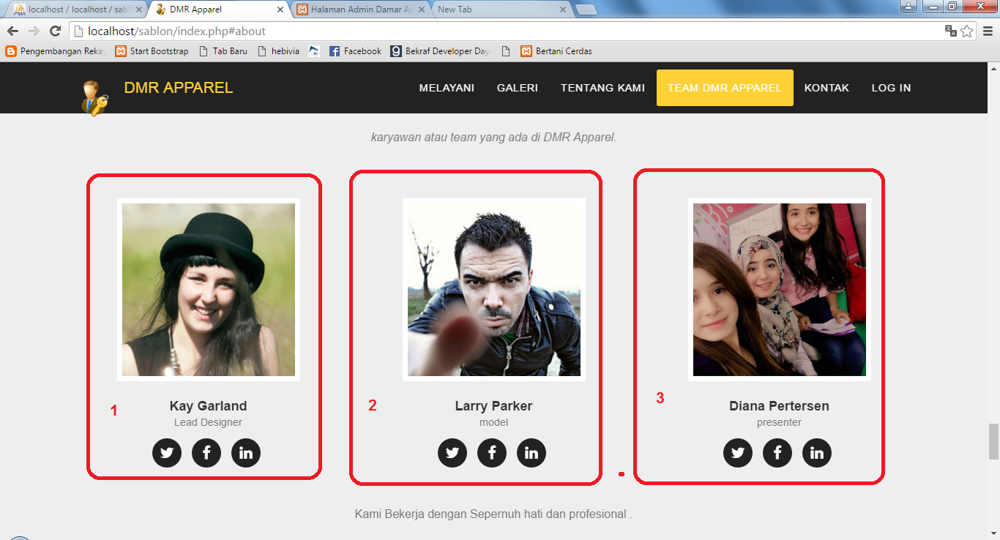 localhost / localhost / sabl
DMR Apparel
Halaman Admin Damar A
New Tab
localhost/sablon/index.php#about
Pengembangan Reka
Start Bootstrap
Tab Baru
hebivia
Facebook
Bekraf Developer Day
Bertani Cerdas
DMR APPAREL
MELAYANI
GALERI
TENTANG KAMI
TEAM DMR APPAREL
KONTAK
LOG IN
karyawan atau team yang ada di DMR Apparel.
1
Kay Garland
Lead Designer
2
Larry Parker
model
3
Diana Pertersen
presenter
Kami Bekerja dengan Sepernuh hati dan profesional .